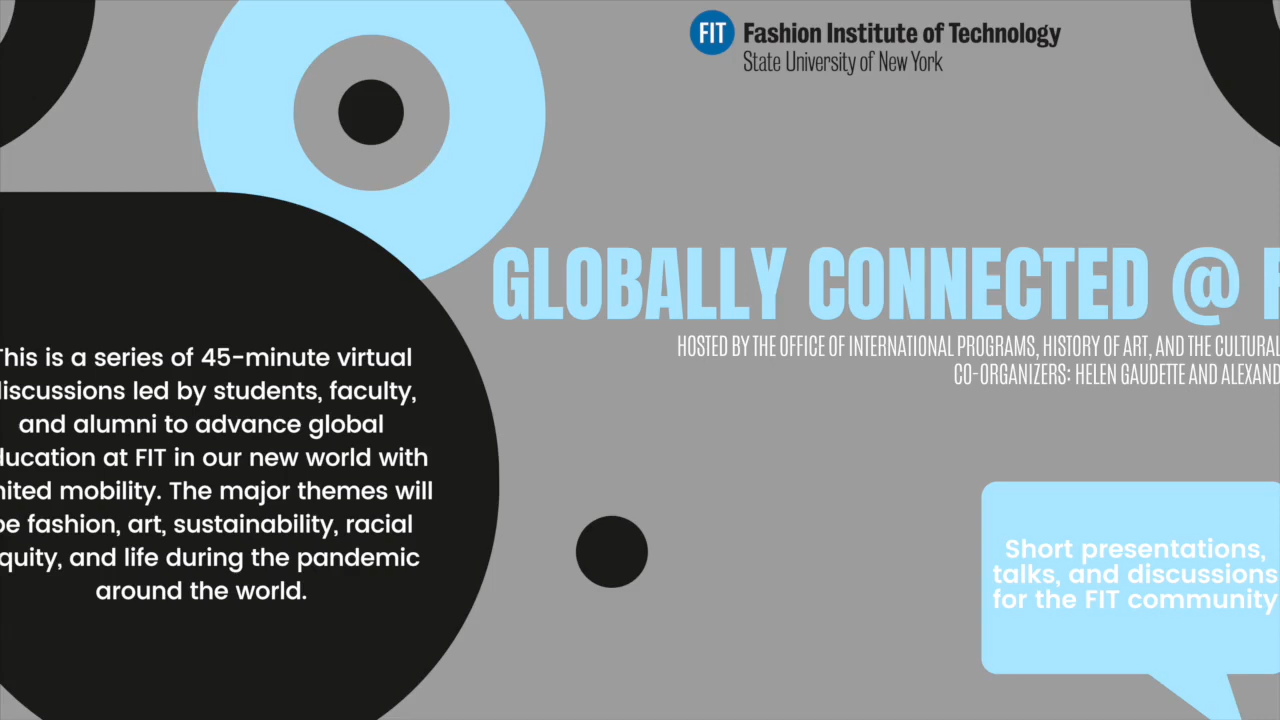 FIT
Fashion Institute of Technology
State University of New York
GLOBALLY CONNECTED @
HOSTED BY THE OFFICE OF INTERNATIONAL PROGRAMS, HISTORY OF ART, AND THE CULTURAL
CO-ORGANIZERS: HELEN GAUDETTE AND
This is a series of 45-minute virtual
discussions led by students, faculty,
and alumni to advance global
education at FIT in our new world with
limited mobility. The major themes will
be fashion, art, sustainability, racial
equity, and life during the pandemic
around the world.
Short presentations,
talks, and discussions
for the FIT community